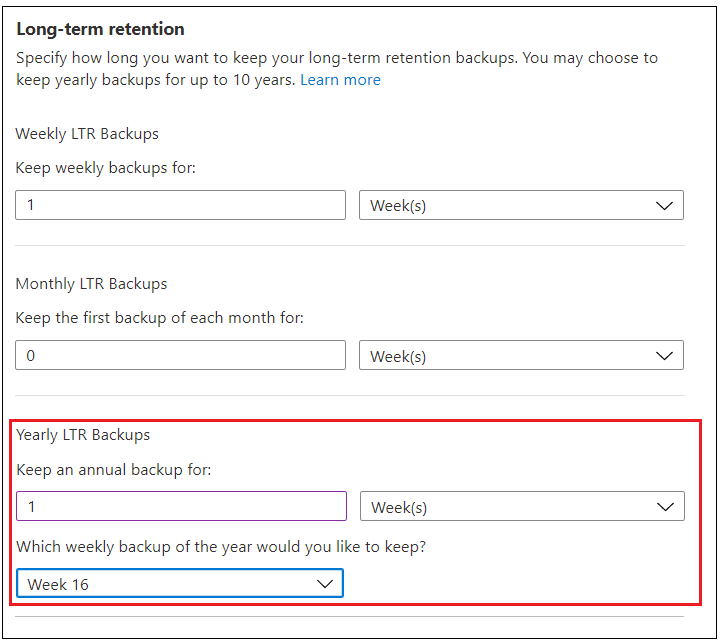 Long-term retention
Specify how long you want to keep your long-term retention backups. You may choose to
keep yearly backups for up to 10 years. Learn more
Weekly LTR Backups
Keep weekly backups for:
1 Week(s)
Monthly LTR Backups
Keep the first backup of each month for:
0 Week(s)
Yearly LTR Backups
Keep an annual backup for:
1 Week(s)
Which weekly backup of the year would you like to keep?
Week 16